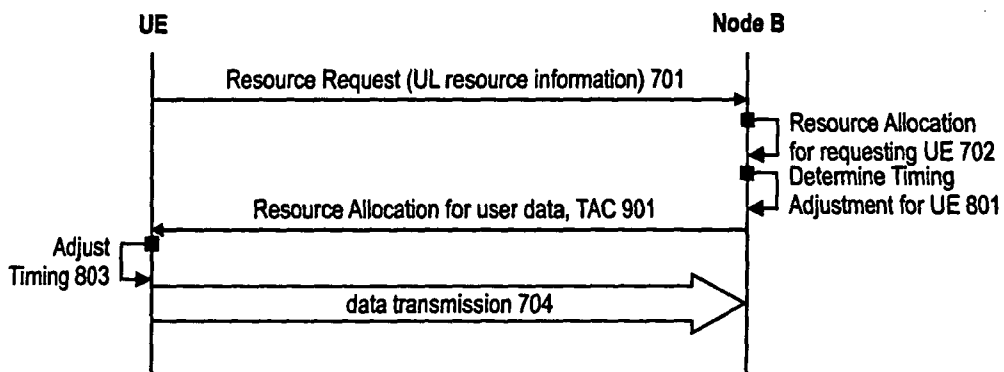 UE
Node B
Resource Request (UL resource information) 701
Resource Allocation
for requesting UE 702
Determine Timing
Adjustment for UE 801
Resource Allocation for user data, TAC 901
Adjust
Timing 803
data transmission 704